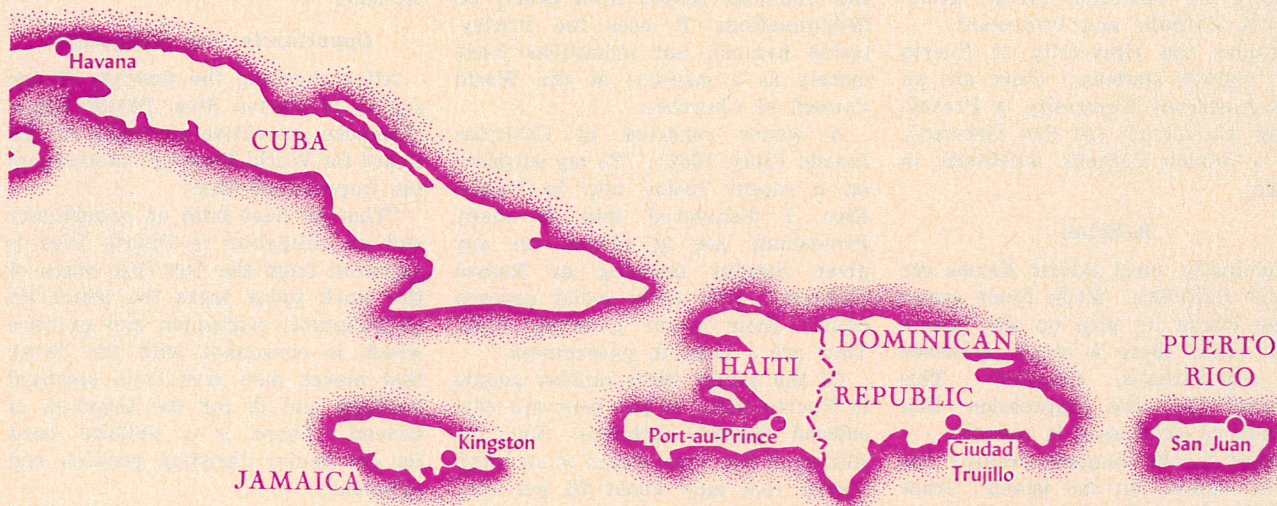 Havana
CUBA
HAITI
DOMINICAN
REPUBLIC
PUERTO
RICO
Port-au-Prince
Ciudad
Trujillo
San Juan
Kingston
JAMAICA